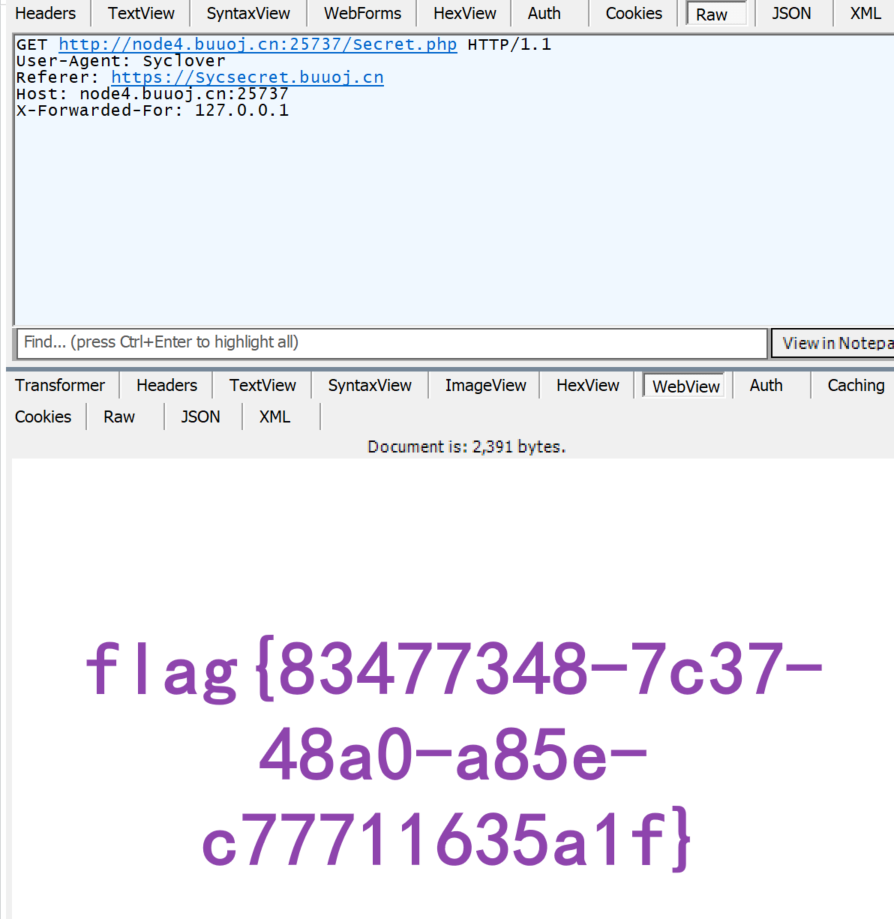 Headers TextView SyntaxView WebForms HexView Auth Cookies Raw JSON XML
GET http://node4.buuoj.cn:25737/Secret.php HTTP/1.1
User-Agent: Syclover
Referer: https://Sycsecret.buuoj.cn
Host: node4.buuoj.cn:25737
X-Forwarded-For: 127.0.0.1
Find... (press Ctrl+Enter to highlight all) View in Notepa
Transformer Headers TextView SyntaxView ImageView HexView WebView Auth Caching
Cookies Raw JSON XML
Document is: 2,391 bytes.
flag{83477348-7c37-
48a0-a85e-
c77711635a1f}